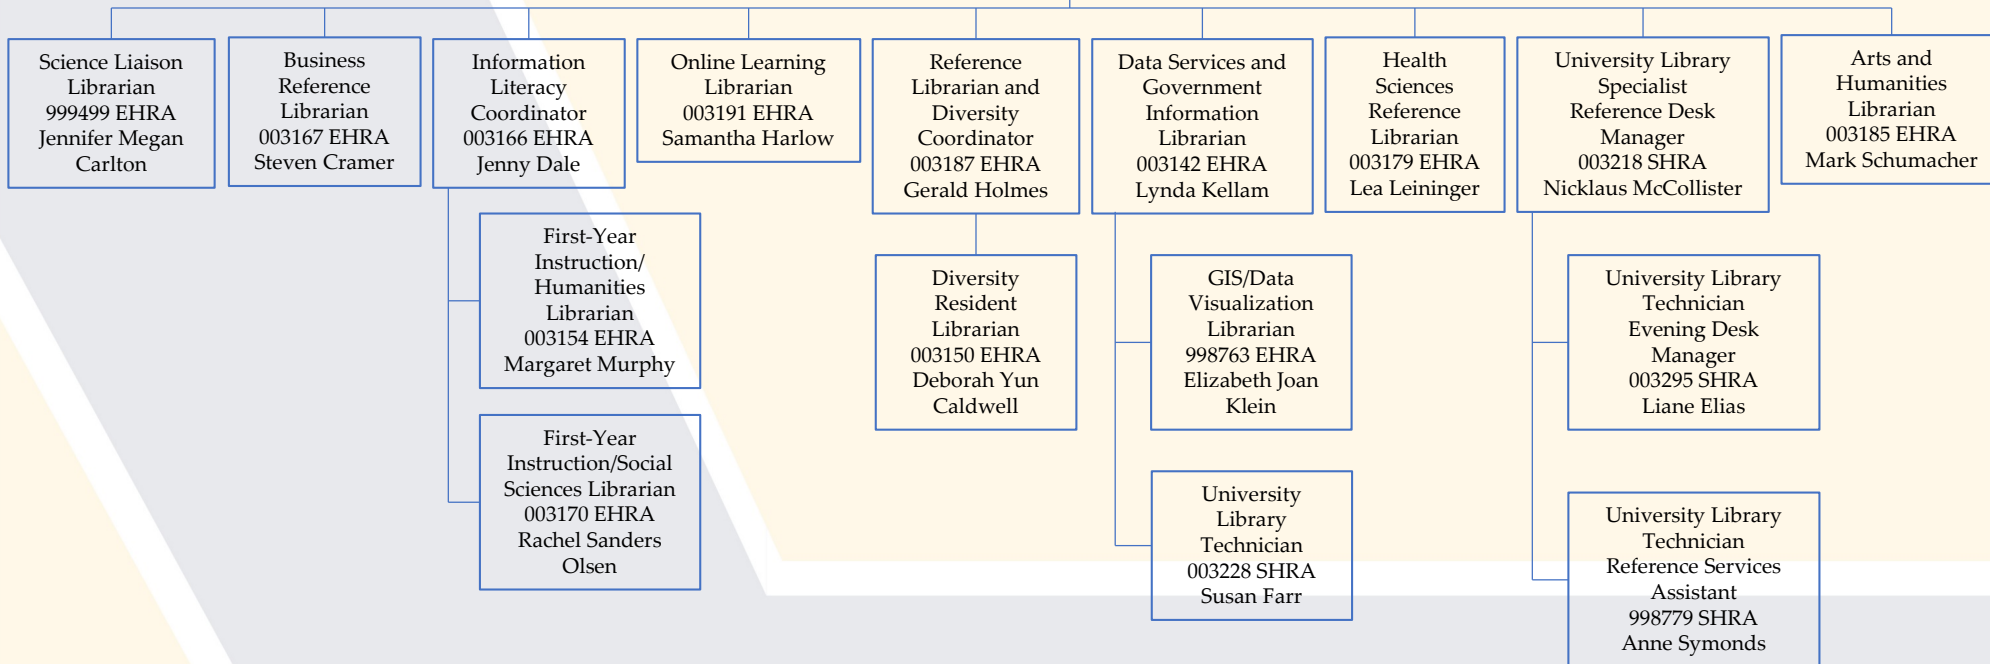 Science Liaison
Librarian
999499 EHRA
Jennifer Megan
Carlton
Business
Reference
Librarian
003167 EHRA
Steven Cramer
Information
Literacy
Coordinator
003166 EHRA
Jenny Dale
Online Learning
Librarian
003191 EHRA
Samantha Harlow
Reference
Librarian and
Diversity
Coordinator
003187 EHRA
Gerald Holmes
Data Services and
Government
Information
Librarian
003142 EHRA
Lynda Kellam
Health
Sciences
Reference
Librarian
003179 EHRA
Lea Leininger
University Library
Specialist
Reference Desk
Manager
003218 SHRA
Nicklaus McCollister
Arts and
Humanities
Librarian
003185 EHRA
Mark Schumacher
First-Year
Instruction/
Humanities
Librarian
003154 EHRA
Margaret Murphy
First-Year
Instruction/Social
Sciences Librarian
003170 EHRA
Rachel Sanders
Olsen
Diversity
Resident
Librarian
003150 EHRA
Deborah Yun
Caldwell
GIS/Data
Visualization
Librarian
998763 EHRA
Elizabeth Joan
Klein
University
Library
Technician
003228 SHRA
Susan Farr
University Library
Technician
Evening Desk
Manager
003295 SHRA
Liane Elias
University Library
Technician
Reference Services
Assistant
998779 SHRA
Anne Symonds